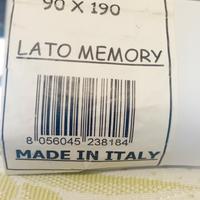 90 X 190
LATO MEMORY
8 056045 238184
MADE IN ITALY